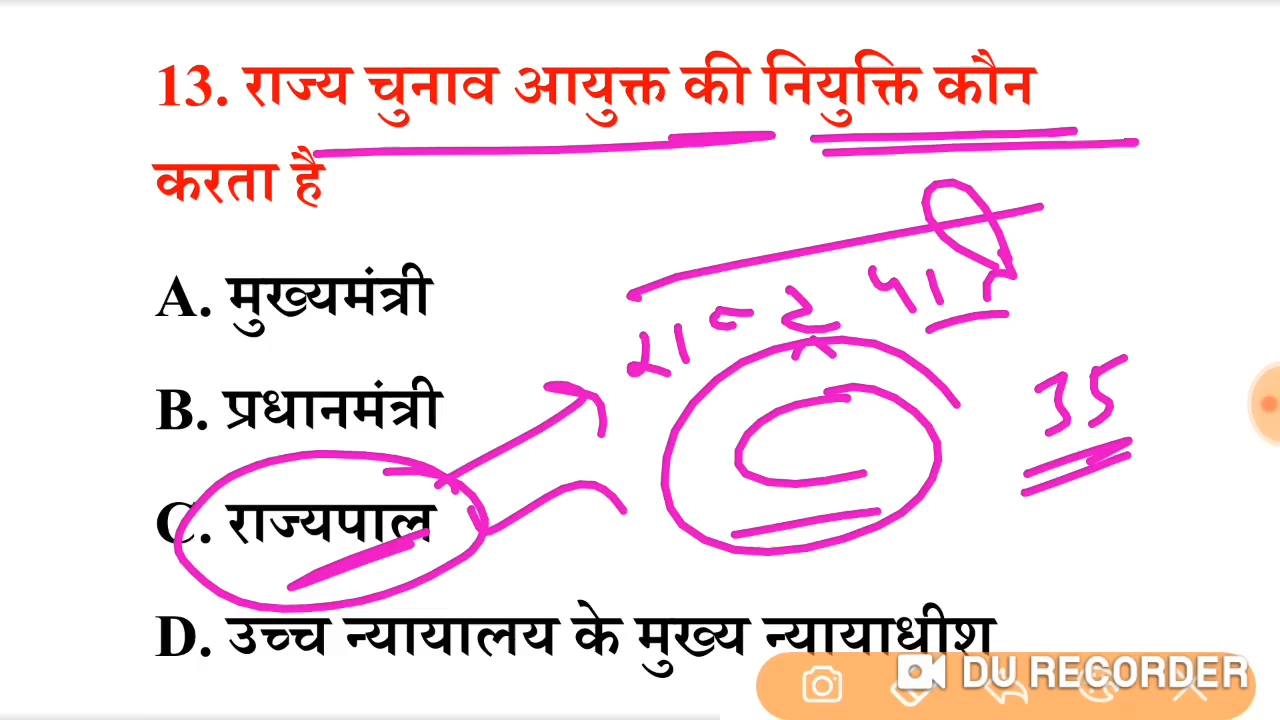 13. राज्य चुनाव आयुक्त की नियुक्ति कौन
करता है
A. मुख्यमंत्री
B. प्रधानमंत्री
35
C. राज्यपाल
D. उच्च न्यायालय के मुख्य न्यायाधीश
DU RECORDER